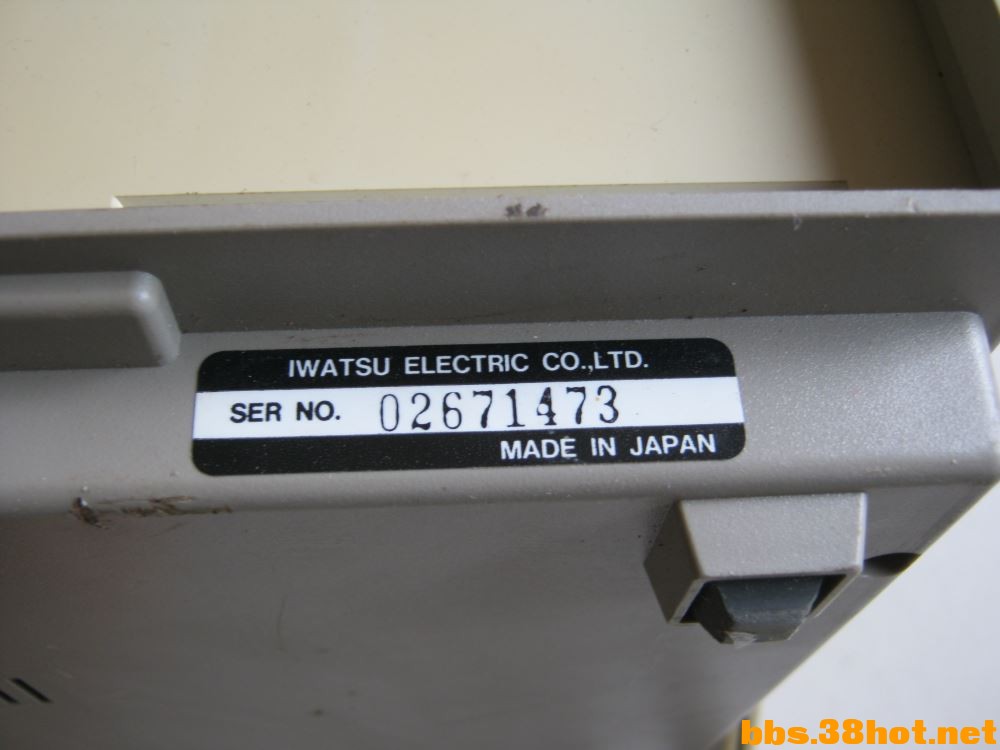 IWATSU ELECTRIC CO.,LTD.
SER NO. 02671473
MADE IN JAPAN
bbs.38hot.net